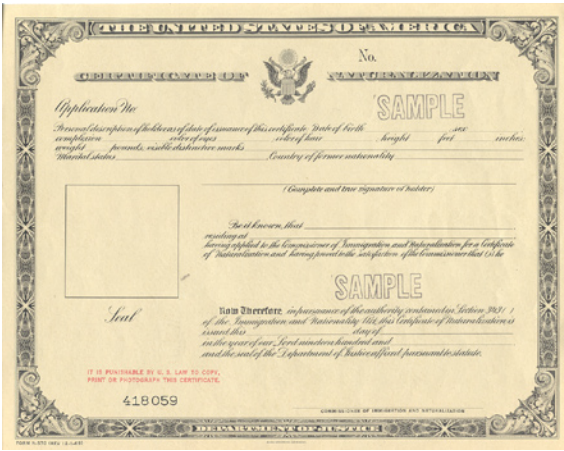 THE UNITED STATES OF AMERICA
No.
CERTIFICATE OF NATURALIZATION
Application No.
SAMPLE
Personal description of holder as of date of issuance of this certificate: Date of birth sex
complexion color of eyes color of hair height feet inches
weight pounds, visible distinctive marks
Marital status Country of former nationality
(Complete and true signature of holder)
Be it known, that
residing at
having applied to the Commissioner of Immigration and Naturalization for a Certificate
of Naturalization and having proved to the satisfaction of the Commissioner that (s)he
SAMPLE
Seal
Now Therefore, in pursuance of the authority contained in Section
of the Immigration and Nationality Act, this Certificate of Naturalization is
issued this day of
in the year of our Lord nineteen hundred and
and the seal of the Department of Justice affixed pursuant to statute.
IT IS PUNISHABLE BY U. S. LAW TO COPY,
PRINT OR PHOTOGRAPH THIS CERTIFICATE.
418059
COMMISSIONER OF IMMIGRATION AND NATURALIZATION
DEPARTMENT OF JUSTICE
FORM